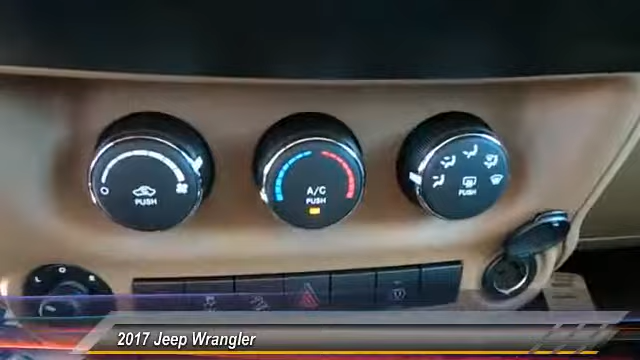 PUSH
A/C
PUSH
PUSH
L O R
2017 Jeep Wrangler